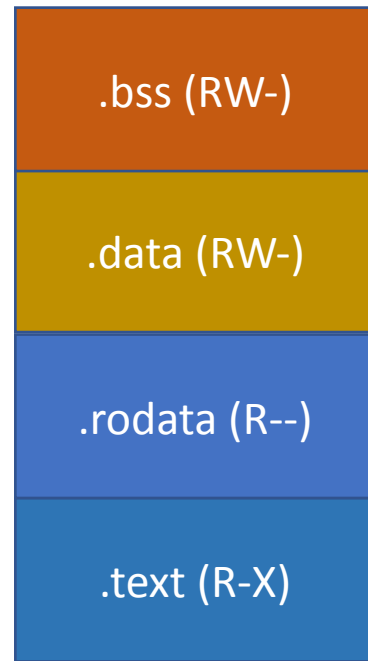 .bss (RW-)
.data (RW-)
.rodata (R--)
.text (R-X)